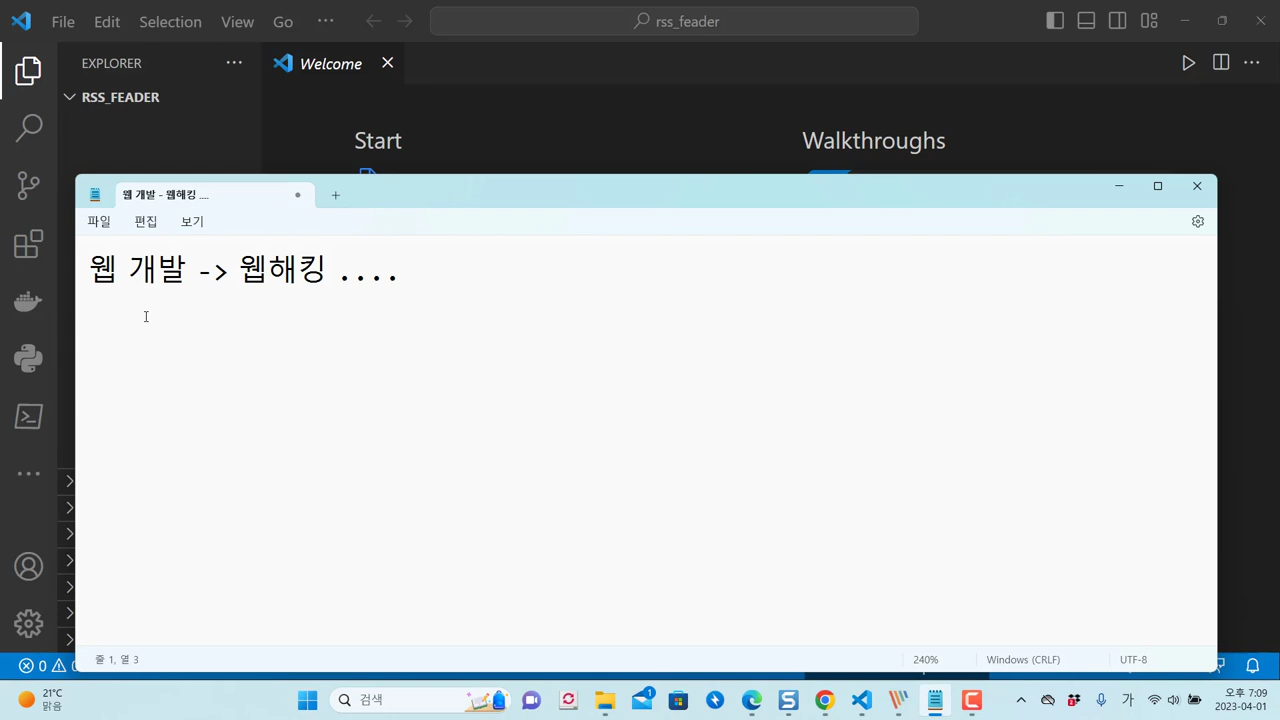 File Edit Selection View Go ··· rss_feader
EXPLORER ··· Welcome
RSS_FEADER
Start Walkthroughs
웹 개발 - 웹해킹 ....
파일 편집 보기
웹 개발 -> 웹해킹 ....
줄 1, 열 3 240% Windows (CRLF) UTF-8
0
21°C
맑음
검색
1
가
오후 7:09
2023-04-01